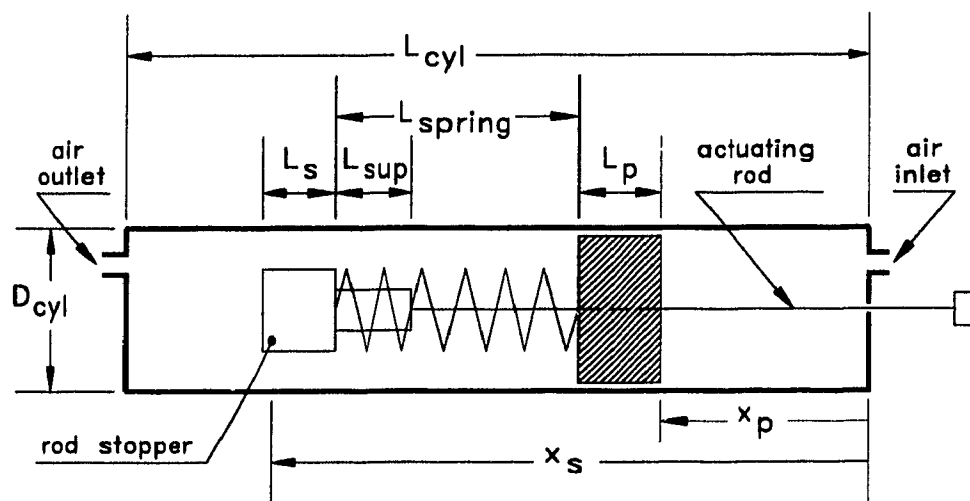 L_cyl
L_spring
air
outlet
L_s
L_sup
L_p
actuating
rod
air
inlet
D_cyl
x_p
rod stopper
x_s